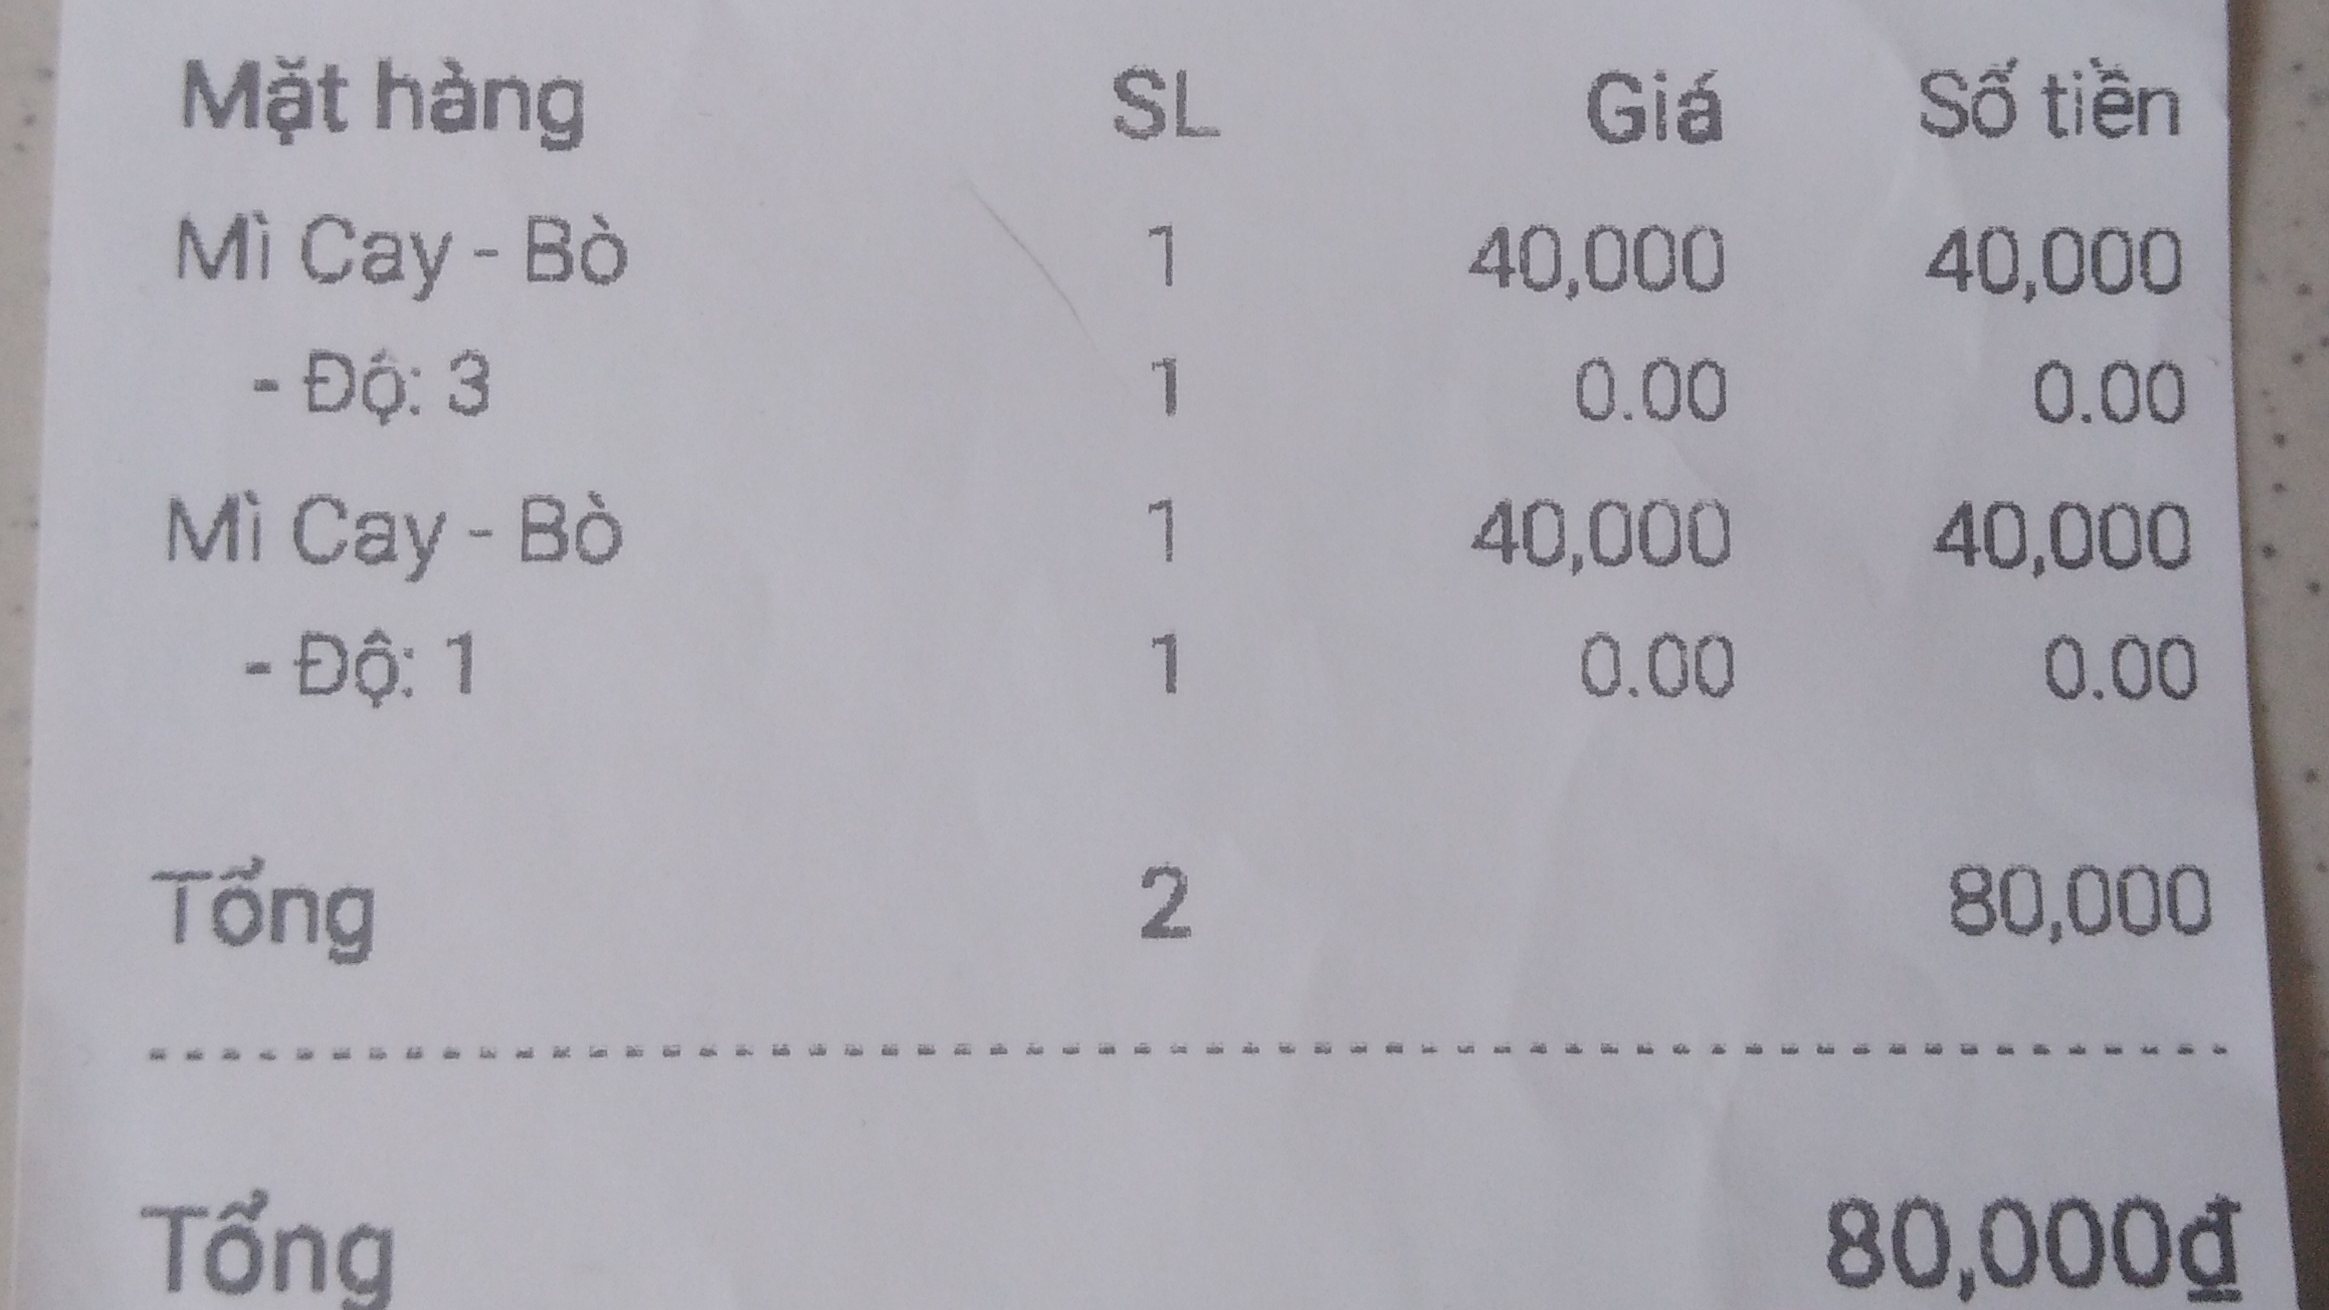 Mặt hàng SL Giá Số tiền
Mì Cay - Bò 1 40,000 40,000
- Độ: 3 1 0.00 0.00
Mì Cay - Bò 1 40,000 40,000
- Độ: 1 1 0.00 0.00
Tổng 2 80,000
Tổng 80,000₫